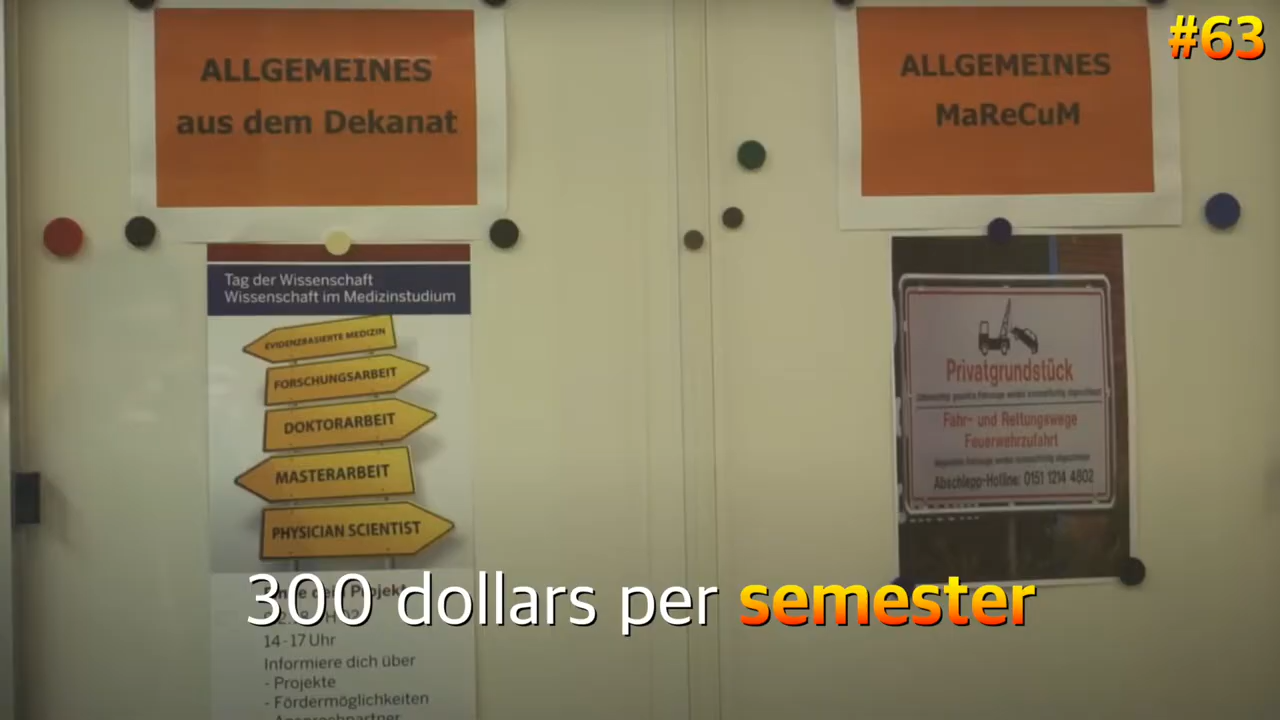 #63
ALLGEMEINES
aus dem Dekanat
ALLGEMEINES
MaReCuM
Tag der Wissenschaft
Wissenschaft im Medizinstudium
EVIDENZBASIERTE MEDIZIN
FORSCHUNGSARBEIT
DOKTORARBEIT
MASTERARBEIT
PHYSICIAN SCIENTIST
14-17 Uhr
Informiere dich über
- Projekte
- Fördermöglichkeiten
Privatgrundstück
Fahr- und Rettungswege
Feuerwehrzufahrt
Abschlepp-Hotline: 0151 1214 4802
300 dollars per semester